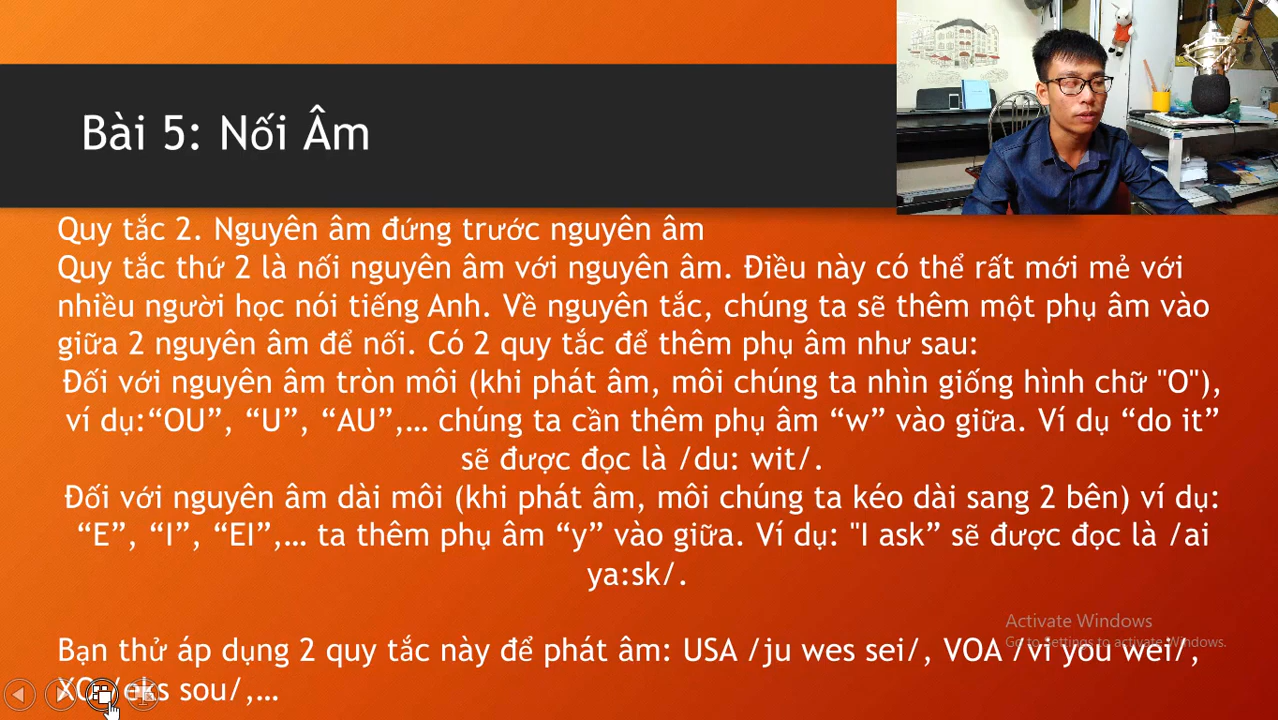 Bài 5: Nối Âm
Quy tắc 2. Nguyên âm đứng trước nguyên âm
Quy tắc thứ 2 là nối nguyên âm với nguyên âm. Điều này có thể rất mới mẻ với
nhiều người học nói tiếng Anh. Về nguyên tắc, chúng ta sẽ thêm một phụ âm vào
giữa 2 nguyên âm để nối. Có 2 quy tắc để thêm phụ âm như sau:
Đối với nguyên âm tròn môi (khi phát âm, môi chúng ta nhìn giống hình chữ "O"),
ví dụ:“OU”, “U”, “AU”,… chúng ta cần thêm phụ âm “w” vào giữa. Ví dụ “do it”
sẽ được đọc là /du: wit/.
Đối với nguyên âm dài môi (khi phát âm, môi chúng ta kéo dài sang 2 bên) ví dụ:
“E”, “I”, “EI”,… ta thêm phụ âm “y” vào giữa. Ví dụ: "I ask” sẽ được đọc là /ai
ya:sk/.
Activate Windows
Go to Settings to activate Windows.
Bạn thử áp dụng 2 quy tắc này để phát âm: USA /ju wes sei/, VOA /vi you wei/,
XO /eks sou/,…